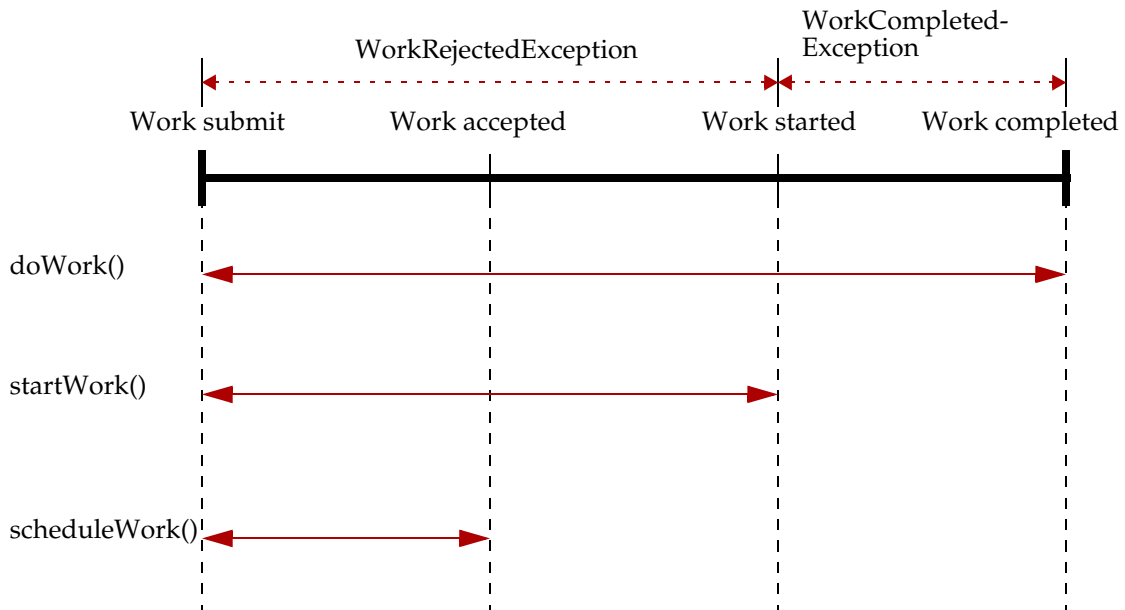 WorkCompleted-
Exception
WorkRejectedException
Work submit
Work accepted
Work started
Work completed
doWork()
startWork()
scheduleWork()